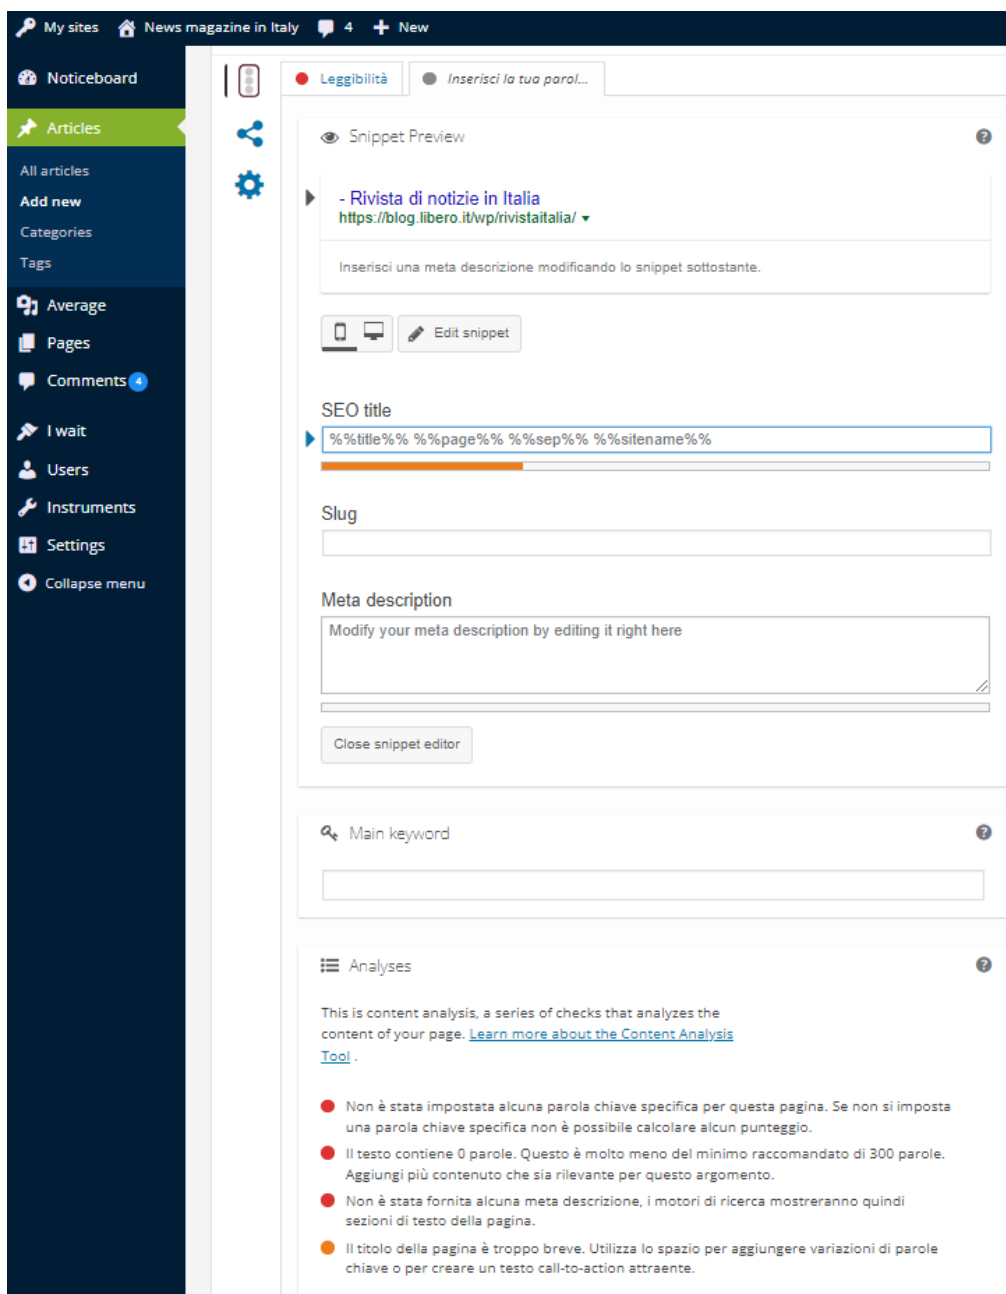 My sites News magazine in Italy 4 New
Noticeboard
Articles
All articles
Add new
Categories
Tags
Average
Pages
Comments 4
I wait
Users
Instruments
Settings
Collapse menu
Leggibilità Inserisci la tua parol...
Snippet Preview
- Rivista di notizie in Italia
https://blog.libero.it/wp/rivistaitalia/
Inserisci una meta descrizione modificando lo snippet sottostante.
Edit snippet
SEO title
%%title%% %%page%% %%sep%% %%sitename%%
Slug
Meta description
Modify your meta description by editing it right here
Close snippet editor
Main keyword
Analyses
This is content analysis, a series of checks that analyzes the
content of your page. Learn more about the Content Analysis
Tool .
Non è stata impostata alcuna parola chiave specifica per questa pagina. Se non si imposta
una parola chiave specifica non è possibile calcolare alcun punteggio.
Il testo contiene 0 parole. Questo è molto meno del minimo raccomandato di 300 parole.
Aggiungi più contenuto che sia rilevante per questo argomento.
Non è stata fornita alcuna meta descrizione, i motori di ricerca mostreranno quindi
sezioni di testo della pagina.
Il titolo della pagina è troppo breve. Utilizza lo spazio per aggiungere variazioni di parole
chiave o per creare un testo call-to-action attraente.